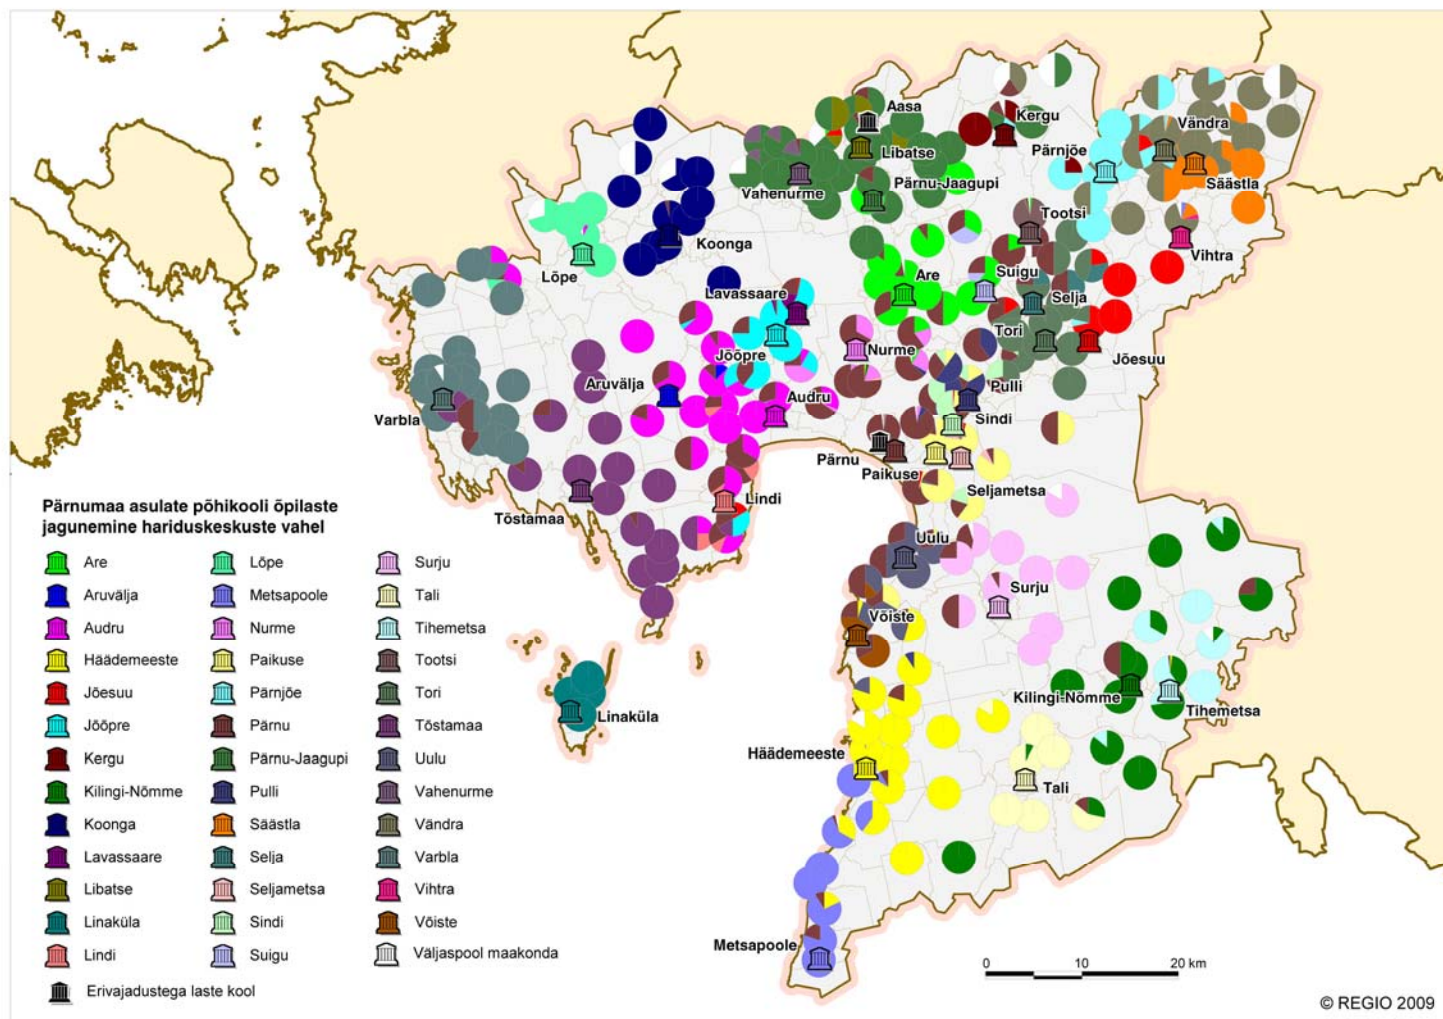 Aasa
Kergu
Vändra
Libatse
Pärnjõe
Vahenurme
Pärnu-Jaagupi
Säästla
Tootsi
Koonga
Vihtra
Lõpe
Are
Suigu
Lavassaare
Selja
Tori
Jõesuu
Jööpre
Nurme
Pulli
Aruvälja
Audru
Varbla
Sindi
Pärnu
Paikuse
Seljametsa
Lindi
Tõstamaa
Uulu
Surju
Võiste
Kilingi-Nõmme
Tihemetsa
Linaküla
Häädemeeste
Tali
Metsapoole
Pärnumaa asulate põhikooli õpilaste
jagunemine hariduskeskuste vahel
Are
Aruvälja
Audru
Häädemeeste
Jõesuu
Jööpre
Kergu
Kilingi-Nõmme
Koonga
Lavassaare
Libatse
Linaküla
Lindi
Erivajadustega laste kool
Lõpe
Metsapoole
Nurme
Paikuse
Pärnjõe
Pärnu
Pärnu-Jaagupi
Pulli
Säästla
Selja
Seljametsa
Sindi
Suigu
Surju
Tali
Tihemetsa
Tootsi
Tori
Tõstamaa
Uulu
Vahenurme
Vändra
Varbla
Vihtra
Võiste
Väljaspool maakonda
0 10 20 km
© REGIO 2009